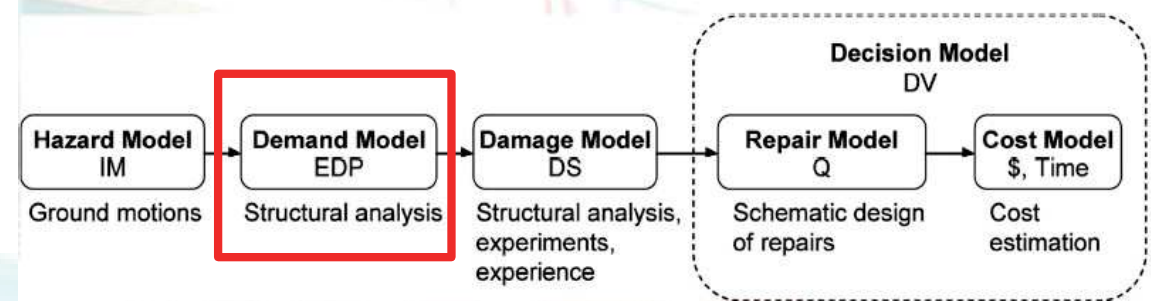 Decision Model
DV
Hazard Model
IM
Demand Model
EDP
Damage Model
DS
Repair Model
Q
Cost Model
$, Time
Ground motions
Structural analysis
Structural analysis,
experiments,
experience
Schematic design
of repairs
Cost
estimation